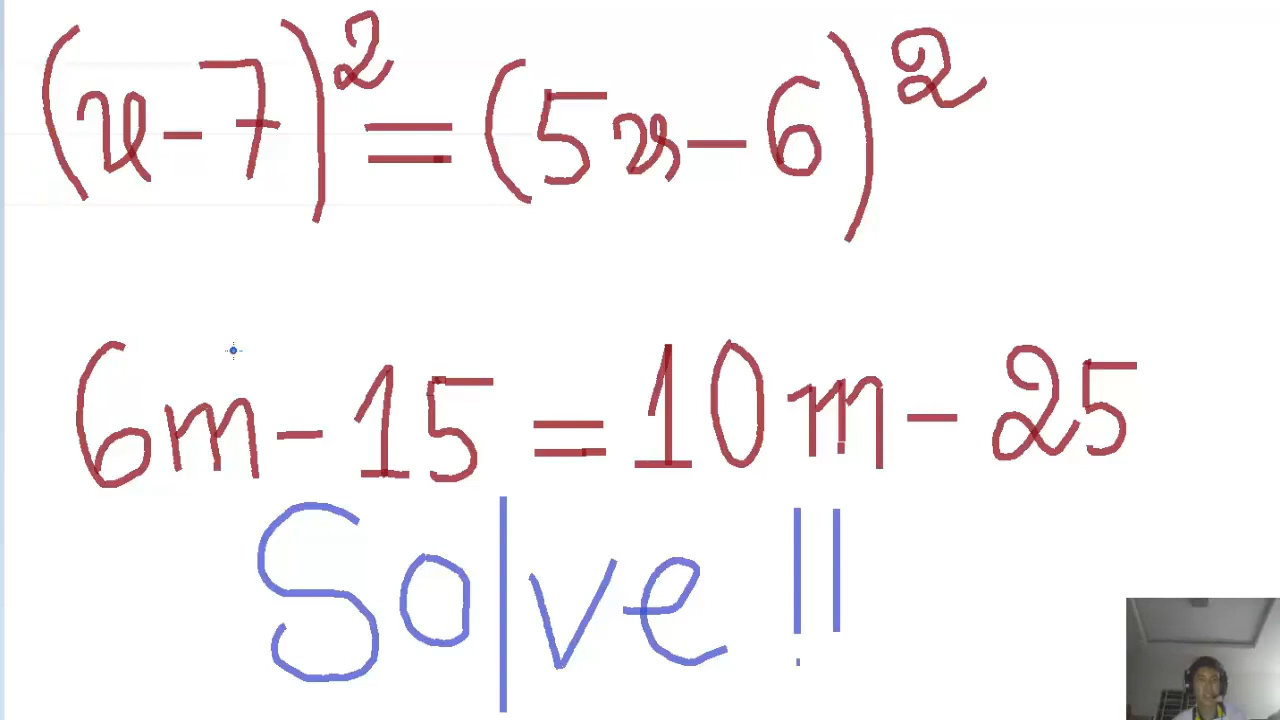 (x-7)² = (5x-6)²
6m-15 = 10m-25
Solve!!